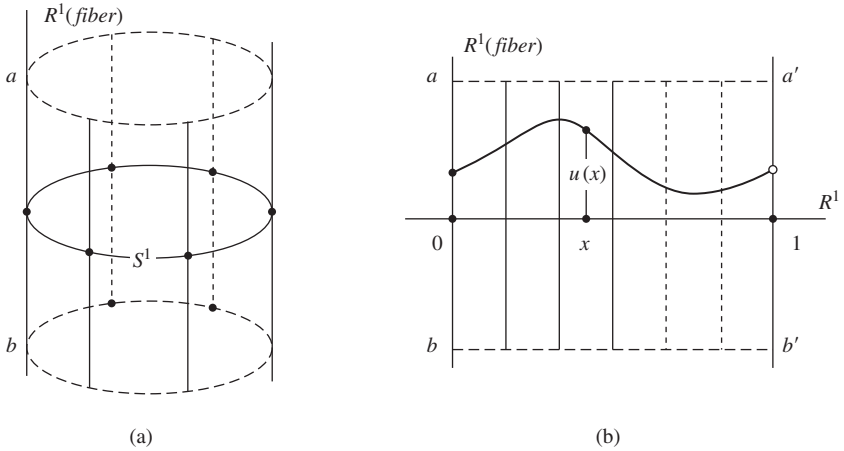 R¹(fiber)
a
S¹
b
(a)
R¹(fiber)
a a′
u(x)
R¹
0 x 1
b b′
(b)